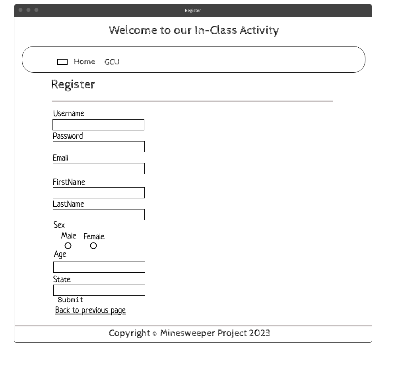 Register
Welcome to our In-Class Activity
Home GCU
Register
Username
Password
Email
FirstName
LastName
Sex
Male Female
Age
State
Submit
Back to previous page
Copyright © Minesweeper Project 2023